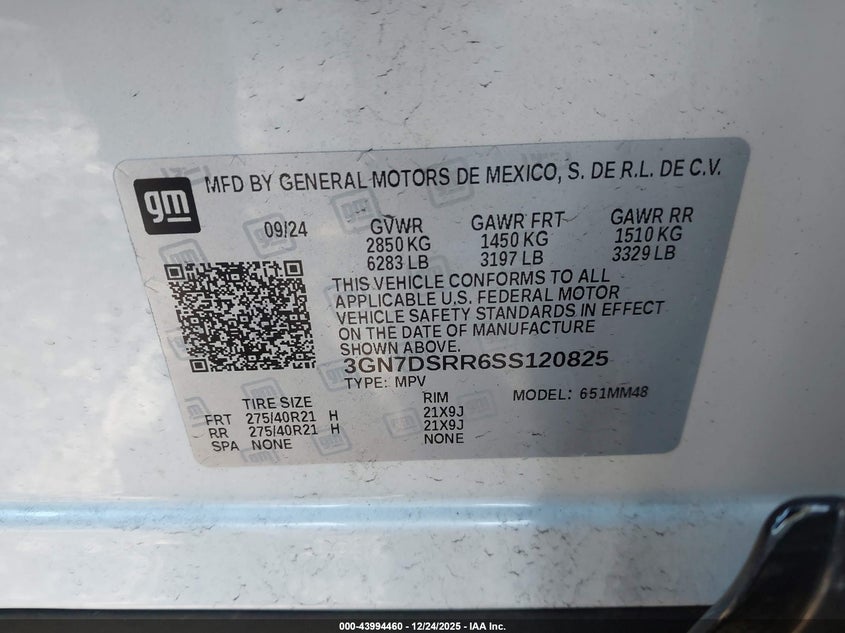 gm
MFD BY GENERAL MOTORS DE MEXICO, S. DE R.L. DE C.V.
09/24 GVWR GAWR FRT GAWR RR
2850 KG 1450 KG 1510 KG
6283 LB 3197 LB 3329 LB
THIS VEHICLE CONFORMS TO ALL
APPLICABLE U.S. FEDERAL MOTOR
VEHICLE SAFETY STANDARDS IN EFFECT
ON THE DATE OF MANUFACTURE
SHOWN ABOVE.
3GN7DSRR6SS120825
TYPE: MPV MODEL: 651MM48
TIRE SIZE RIM
FRT 275/40R21 H 21X9J
RR 275/40R21 H 21X9J
SPA NONE NONE
000-43994460 - 12/24/2025 - IAA Inc.